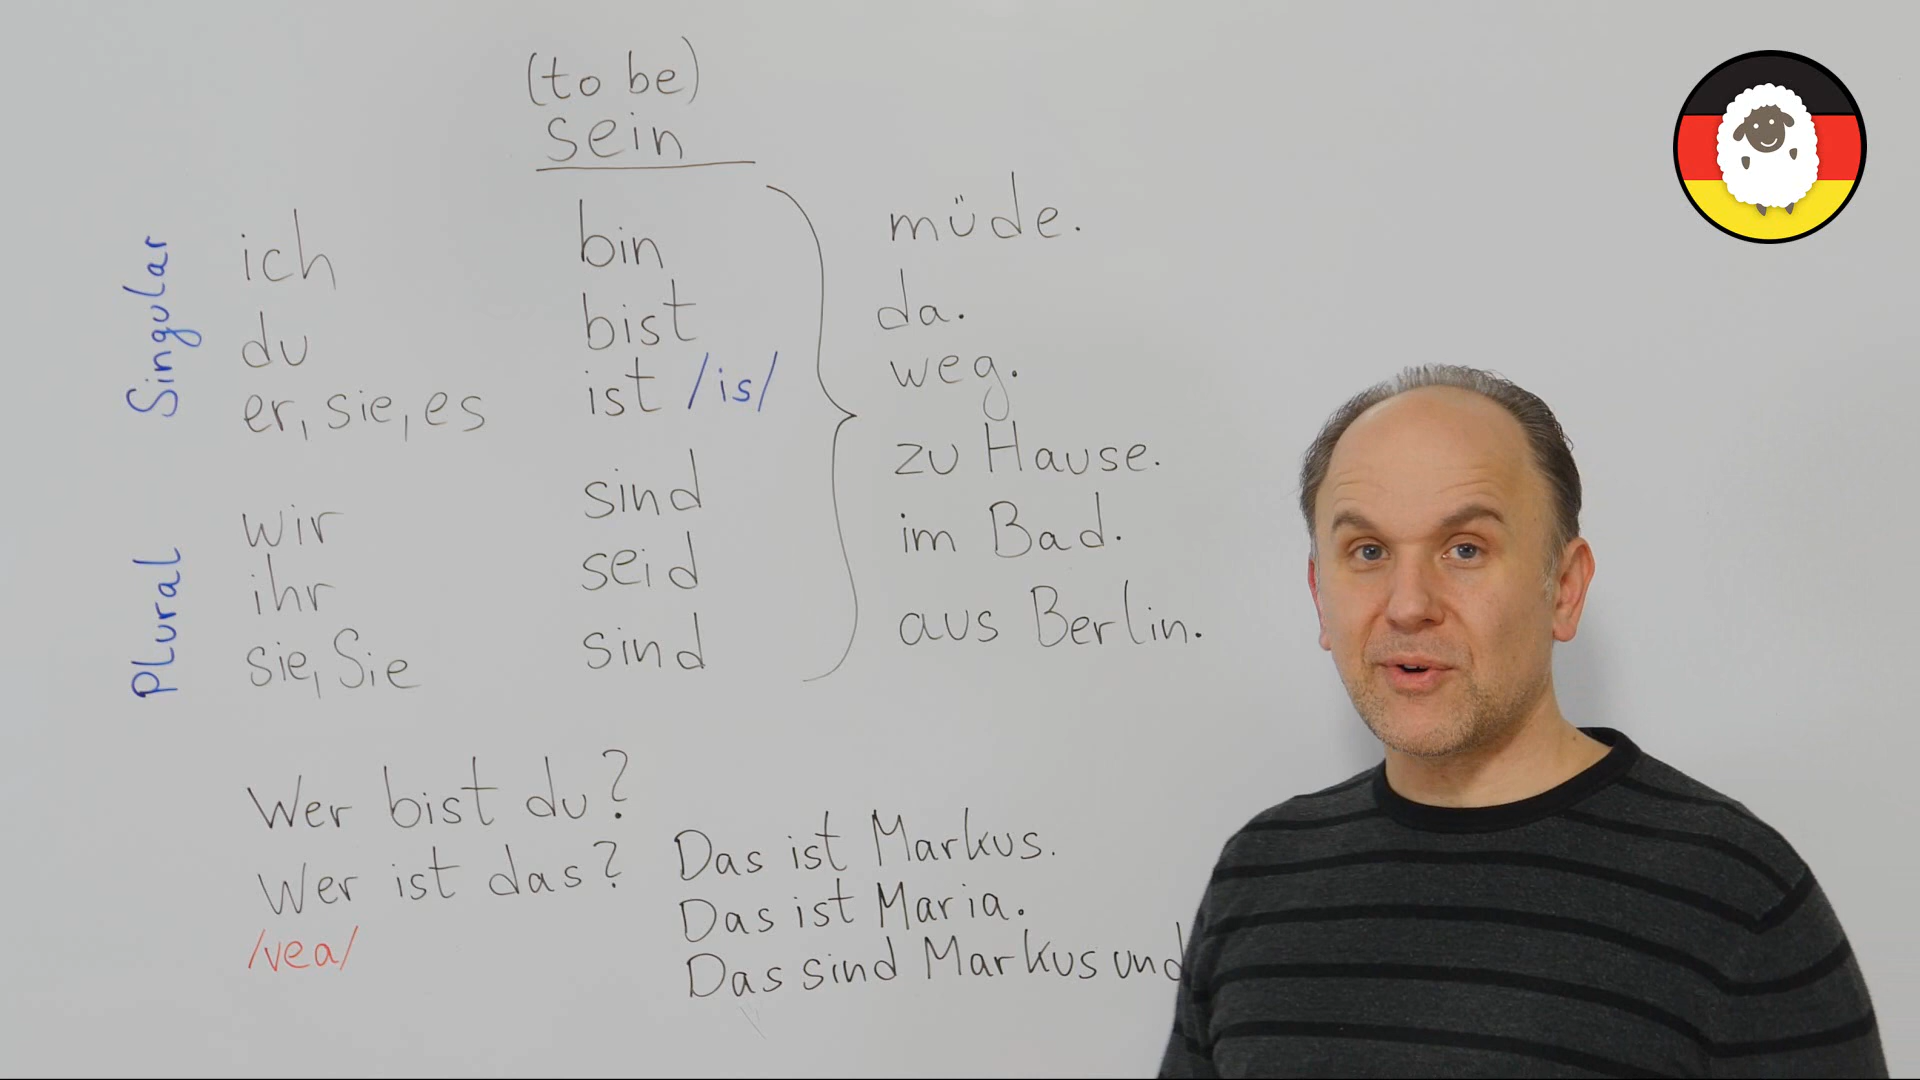 (to be)
sein
Singular
ich bin
du bist
er, sie, es ist /is/
Plural
wir sind
ihr seid
sie, Sie sind
müde.
da.
weg.
zu Hause.
im Bad.
aus Berlin.
Wer bist du?
Wer ist das?
/vea/
Das ist Markus.
Das ist Maria.
Das sind Markus und